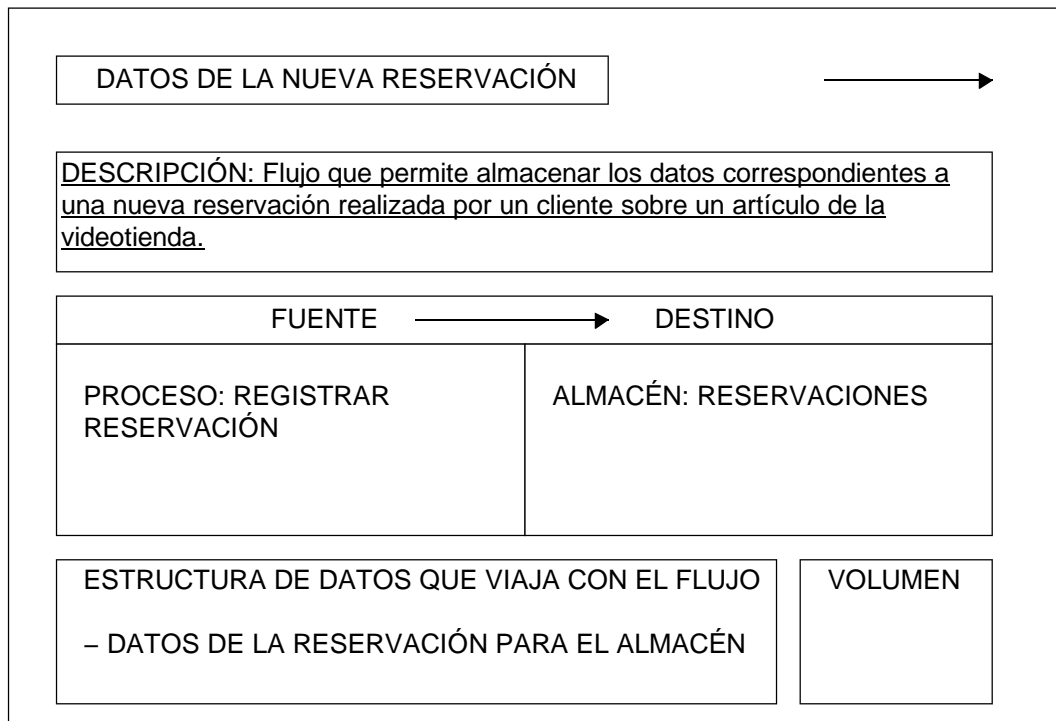 DATOS DE LA NUEVA RESERVACIÓN
DESCRIPCIÓN: Flujo que permite almacenar los datos correspondientes a
una nueva reservación realizada por un cliente sobre un artículo de la
videotienda.
FUENTE
DESTINO
PROCESO: REGISTRAR
RESERVACIÓN
ALMACÉN: RESERVACIONES
ESTRUCTURA DE DATOS QUE VIAJA CON EL FLUJO
– DATOS DE LA RESERVACIÓN PARA EL ALMACÉN
VOLUMEN